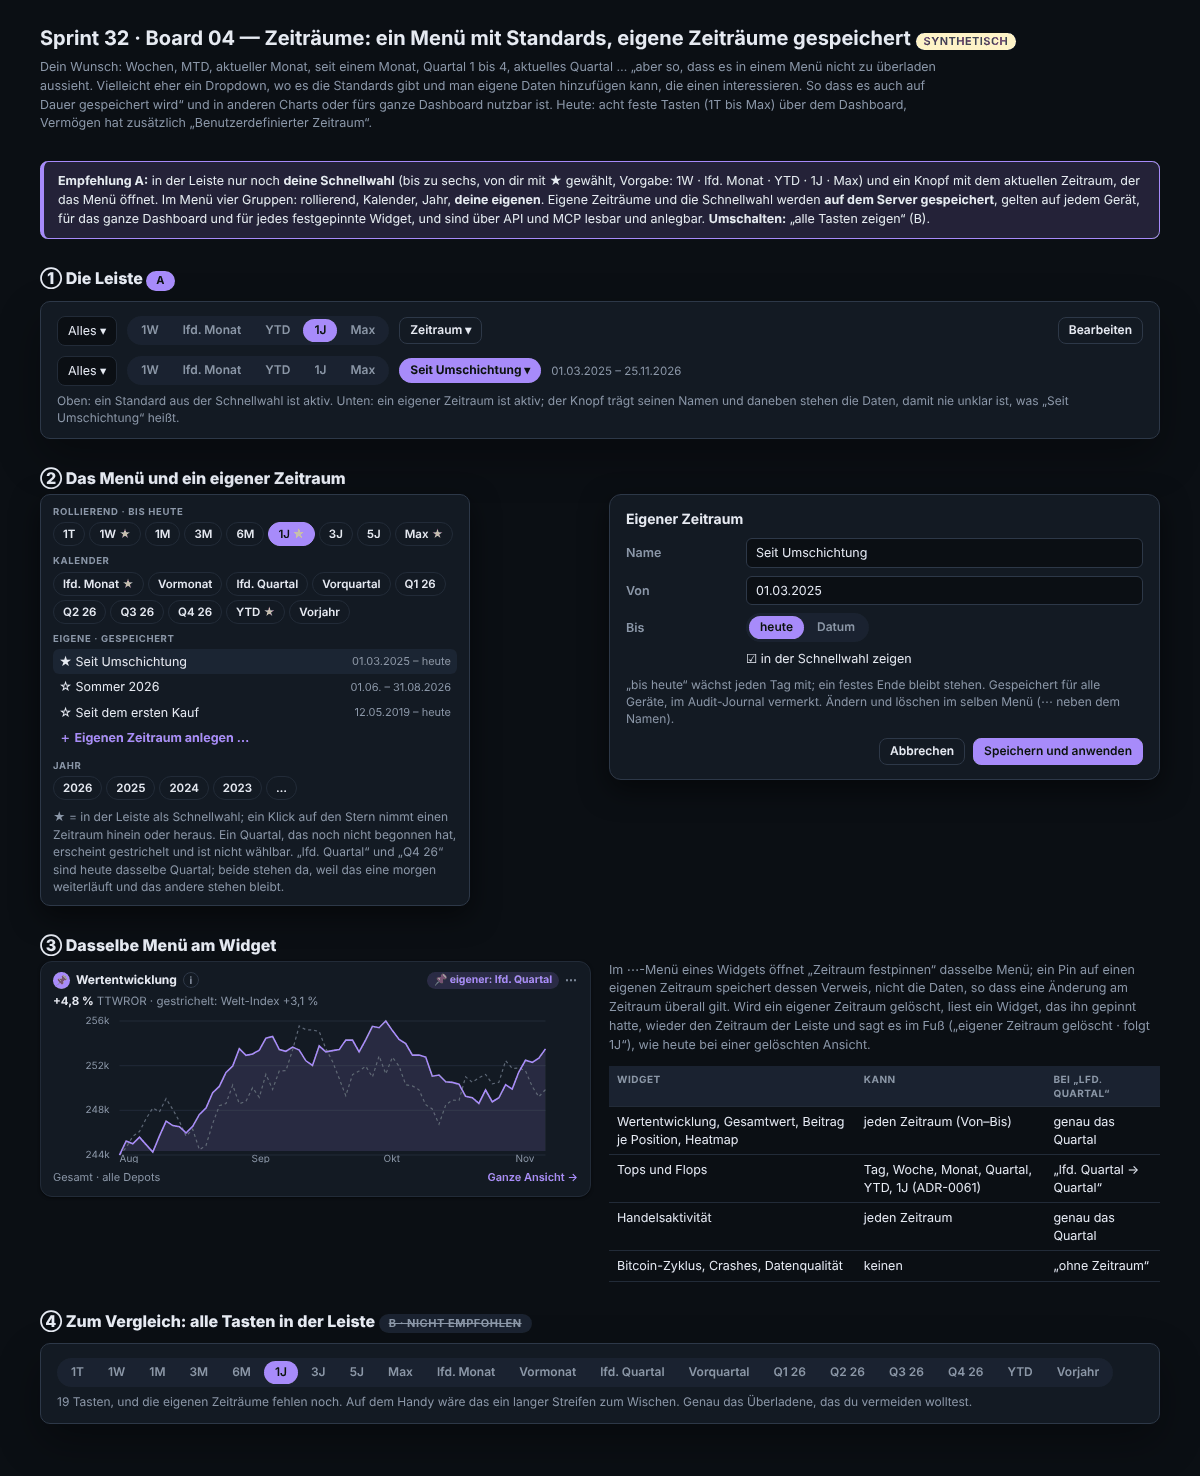 Sprint 32 · Board 04 — Zeiträume: ein Menü mit Standards, eigene Zeiträume gespeichert SYNTHETISCH
Dein Wunsch: Wochen, MTD, aktueller Monat, seit einem Monat, Quartal 1 bis 4, aktuelles Quartal … „aber so, dass es in einem Menü nicht zu überladen
aussieht. Vielleicht eher ein Dropdown, wo es die Standards gibt und man eigene Daten hinzufügen kann, die einen interessieren. So dass es auch auf
Dauer gespeichert wird“ und in anderen Charts oder fürs ganze Dashboard nutzbar ist. Heute: acht feste Tasten (1T bis Max) über dem Dashboard,
Vermögen hat zusätzlich „Benutzerdefinierter Zeitraum“.
Empfehlung A: in der Leiste nur noch deine Schnellwahl (bis zu sechs, von dir mit ★ gewählt, Vorgabe: 1W · lfd. Monat · YTD · 1J · Max) und ein Knopf mit dem aktuellen Zeitraum, der
das Menü öffnet. Im Menü vier Gruppen: rollierend, Kalender, Jahr, deine eigenen. Eigene Zeiträume und die Schnellwahl werden auf dem Server gespeichert, gelten auf jedem Gerät,
für das ganze Dashboard und für jedes festgepinnte Widget, und sind über API und MCP lesbar und anlegbar. Umschalten: „alle Tasten zeigen“ (B).
① Die Leiste A
Alles ▾ 1W lfd. Monat YTD 1J Max Zeitraum ▾ Bearbeiten
Alles ▾ 1W lfd. Monat YTD 1J Max Seit Umschichtung ▾ 01.03.2025 – 25.11.2026
Oben: ein Standard aus der Schnellwahl ist aktiv. Unten: ein eigener Zeitraum ist aktiv; der Knopf trägt seinen Namen und daneben stehen die Daten, damit nie unklar ist, was „Seit
Umschichtung“ heißt.
② Das Menü und ein eigener Zeitraum
ROLLIEREND · BIS HEUTE
1T 1W ★ 1M 3M 6M 1J ★ 3J 5J Max ★
KALENDER
lfd. Monat ★ Vormonat lfd. Quartal Vorquartal Q1 26
Q2 26 Q3 26 Q4 26 YTD ★ Vorjahr
EIGENE · GESPEICHERT
★ Seit Umschichtung 01.03.2025 – heute
☆ Sommer 2026 01.06. – 31.08.2026
☆ Seit dem ersten Kauf 12.05.2019 – heute
+ Eigenen Zeitraum anlegen …
JAHR
2026 2025 2024 2023 …
★ = in der Leiste als Schnellwahl; ein Klick auf den Stern nimmt einen
Zeitraum hinein oder heraus. Ein Quartal, das noch nicht begonnen hat,
erscheint gestrichelt und ist nicht wählbar. „lfd. Quartal“ und „Q4 26“
sind heute dasselbe Quartal; beide stehen da, weil das eine morgen
weiterläuft und das andere stehen bleibt.
Eigener Zeitraum
Name Seit Umschichtung
Von 01.03.2025
Bis heute Datum
☑ in der Schnellwahl zeigen
„bis heute“ wächst jeden Tag mit; ein festes Ende bleibt stehen. Gespeichert für alle
Geräte, im Audit-Journal vermerkt. Ändern und löschen im selben Menü (⋯ neben dem
Namen).
Abbrechen Speichern und anwenden
③ Dasselbe Menü am Widget
Wertentwicklung i 📌 eigener: lfd. Quartal ⋯
+4,8 % TTWROR · gestrichelt: Welt-Index +3,1 %
256k
252k
248k
244k
Aug Sep Okt Nov
Gesamt · alle Depots Ganze Ansicht →
Im ⋯-Menü eines Widgets öffnet „Zeitraum festpinnen“ dasselbe Menü; ein Pin auf einen
eigenen Zeitraum speichert dessen Verweis, nicht die Daten, so dass eine Änderung am
Zeitraum überall gilt. Wird ein eigener Zeitraum gelöscht, liest ein Widget, das ihn gepinnt
hatte, wieder den Zeitraum der Leiste und sagt es im Fuß („eigener Zeitraum gelöscht · folgt
1J“), wie heute bei einer gelöschten Ansicht.
WIDGET KANN BEI „LFD.
QUARTAL“
Wertentwicklung, Gesamtwert, Beitrag jeden Zeitraum (Von–Bis) genau das
je Position, Heatmap Quartal
Tops und Flops Tag, Woche, Monat, Quartal, „lfd. Quartal →
YTD, 1J (ADR-0061) Quartal“
Handelsaktivität jeden Zeitraum genau das
Quartal
Bitcoin-Zyklus, Crashes, Datenqualität keinen „ohne Zeitraum“
④ Zum Vergleich: alle Tasten in der Leiste B · NICHT EMPFOHLEN
1T 1W 1M 3M 6M 1J 3J 5J Max lfd. Monat Vormonat lfd. Quartal Vorquartal Q1 26 Q2 26 Q3 26 Q4 26 YTD Vorjahr
19 Tasten, und die eigenen Zeiträume fehlen noch. Auf dem Handy wäre das ein langer Streifen zum Wischen. Genau das Überladene, das du vermeiden wolltest.